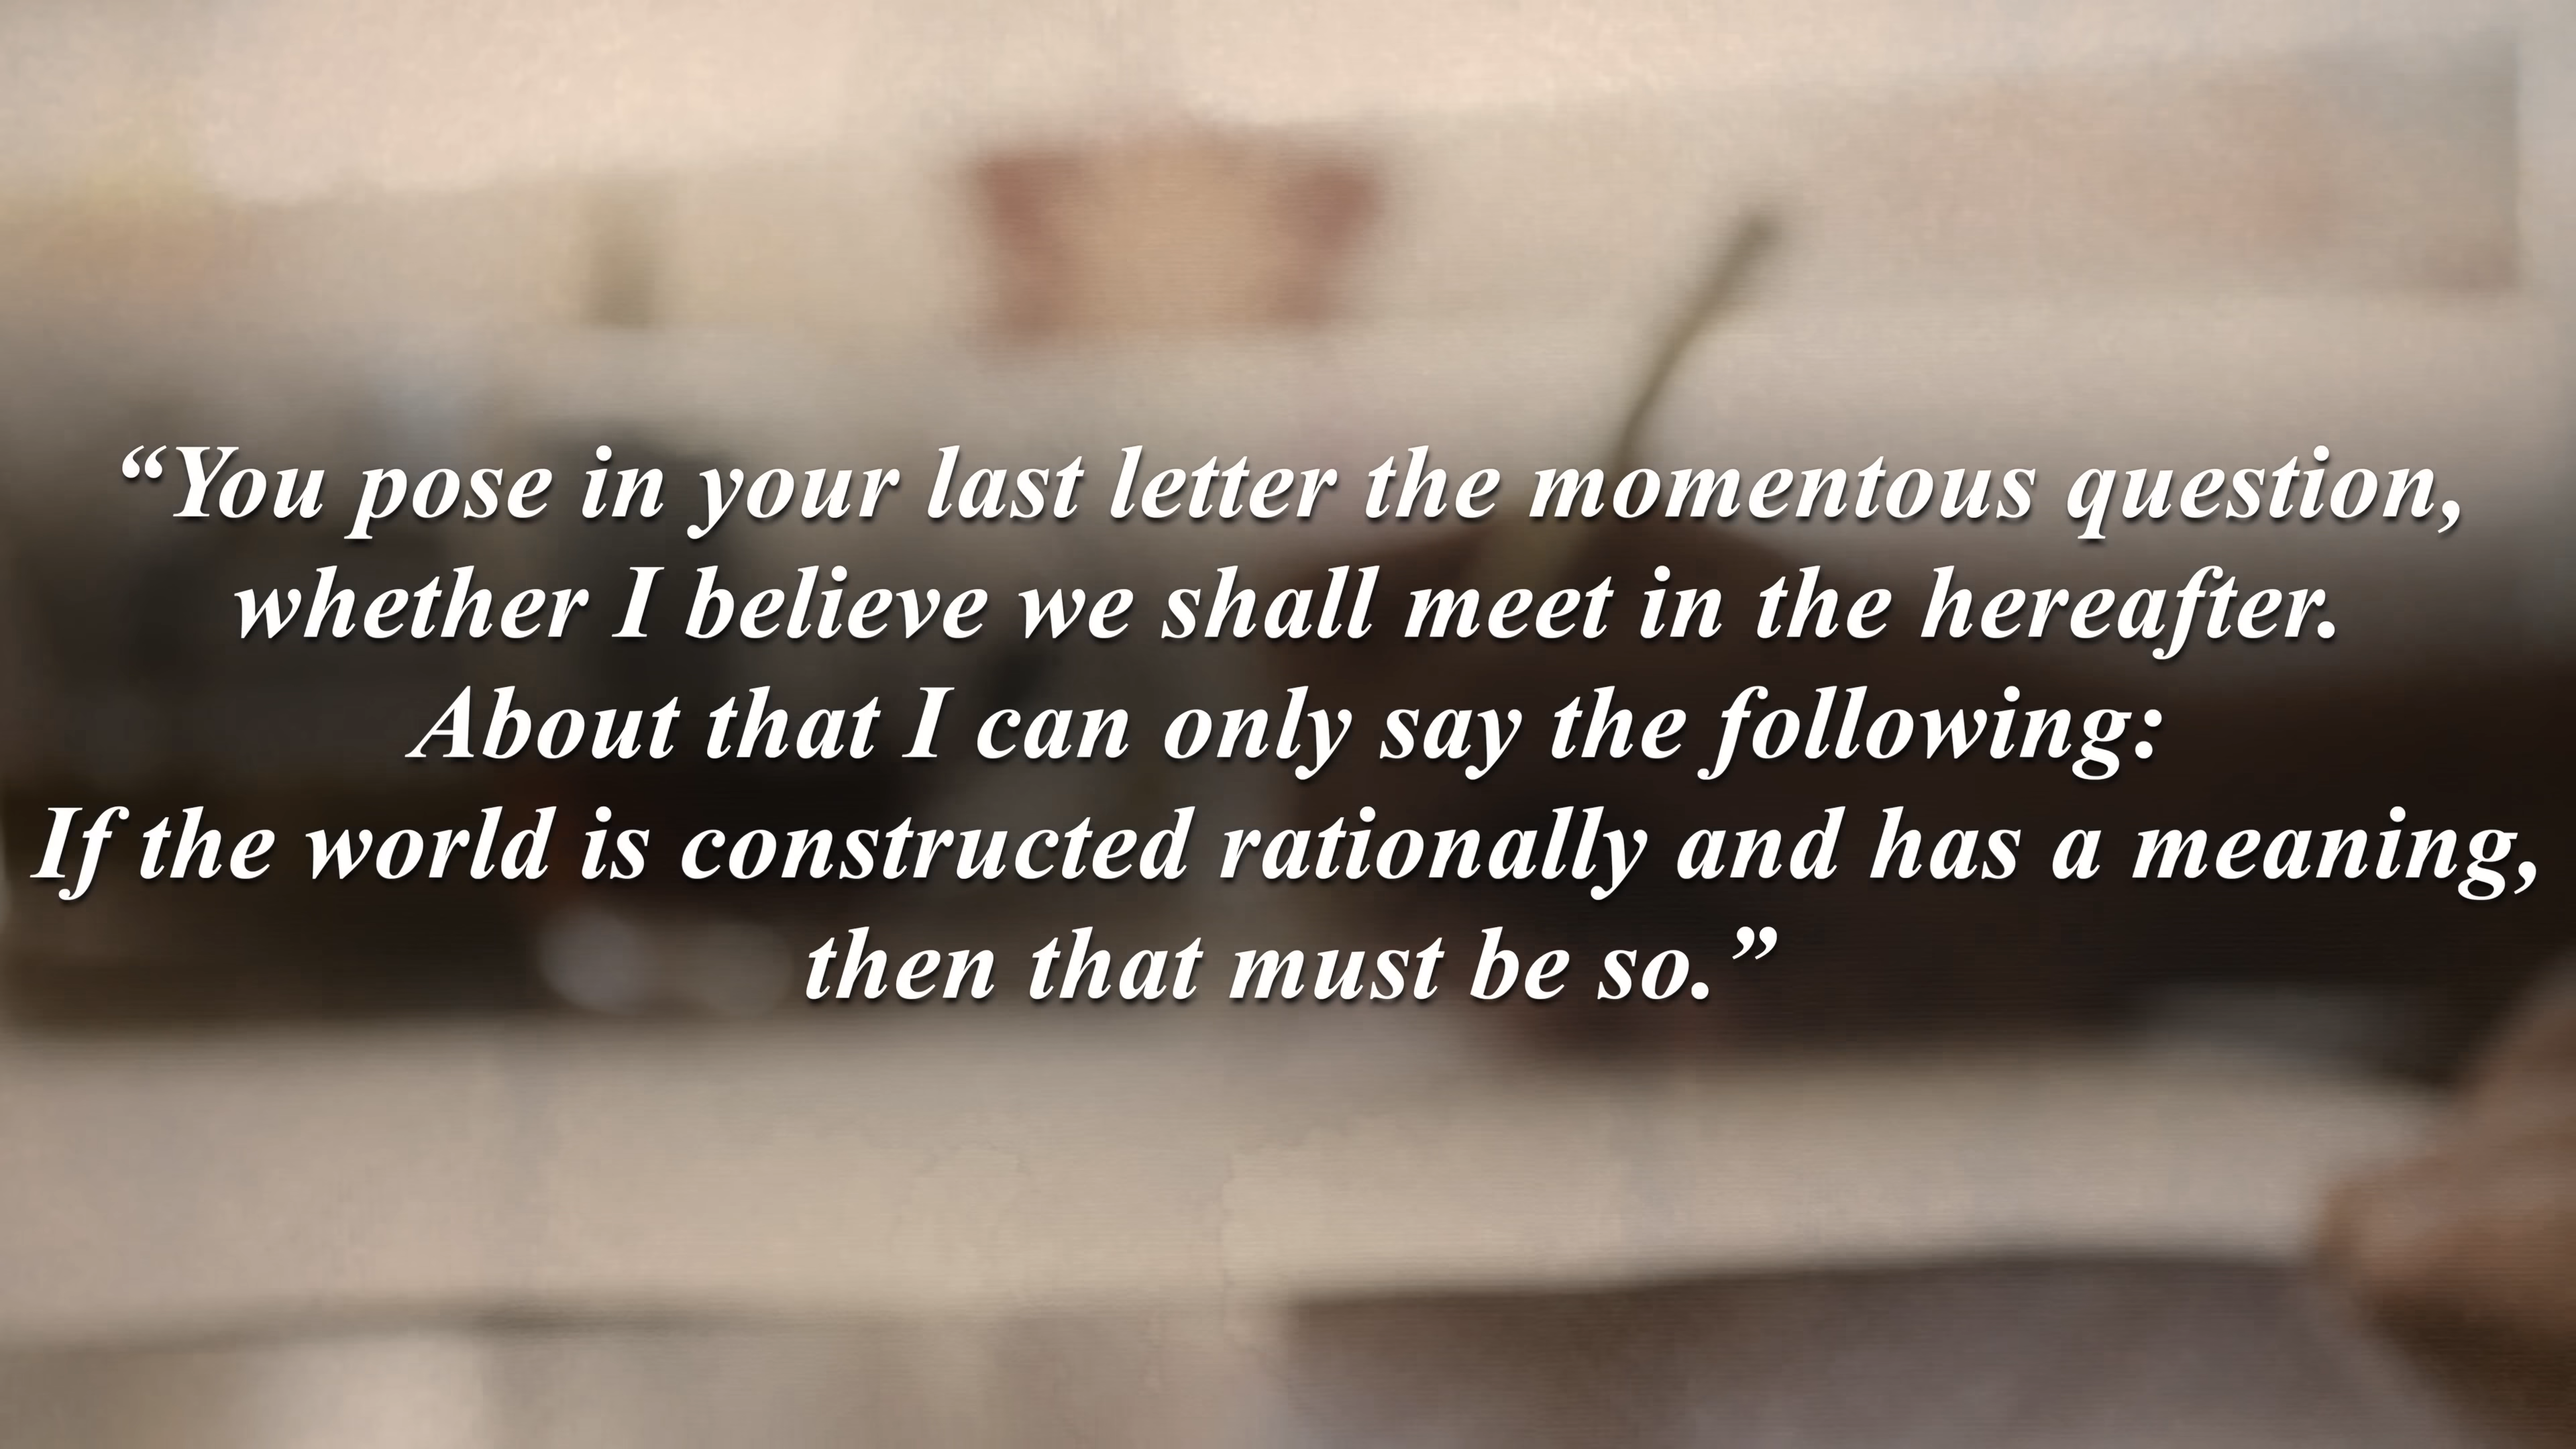 “You pose in your last letter the momentous question,
whether I believe we shall meet in the hereafter.
About that I can only say the following:
If the world is constructed rationally and has a meaning,
then that must be so.”